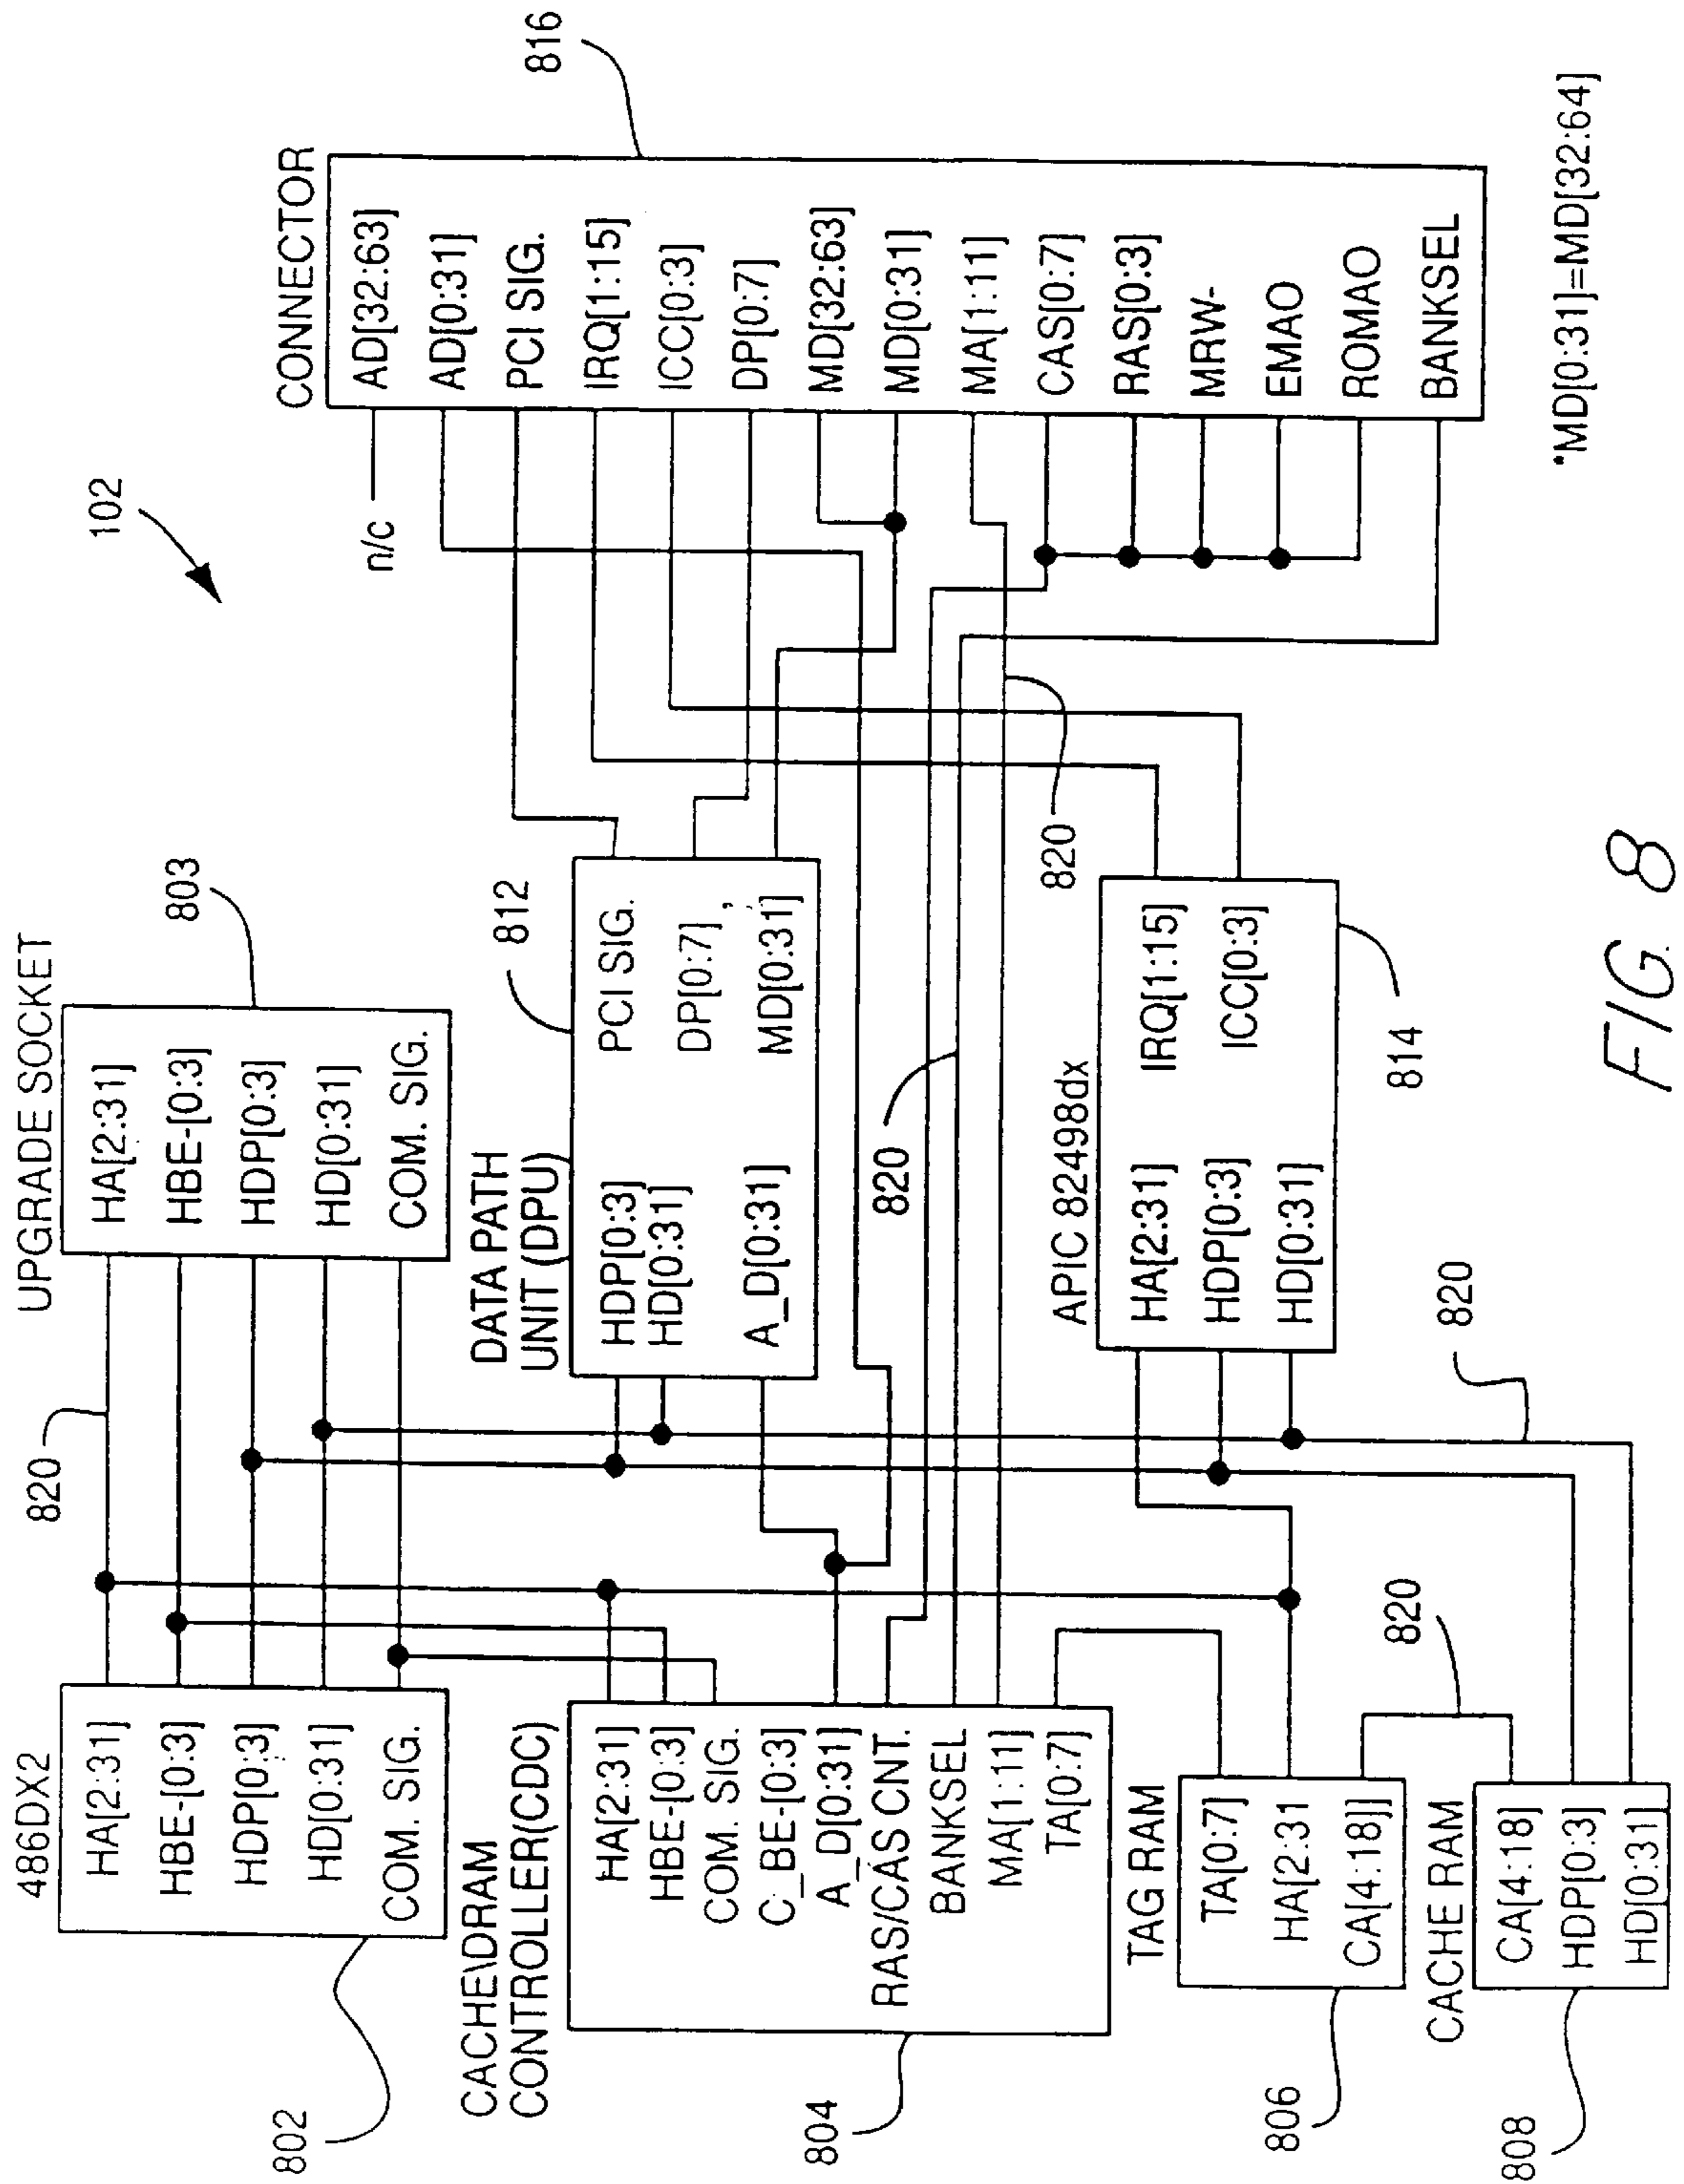 102
486DX2
HA[2:31]
HBE-[0:3]
HDP[0:3]
HD[0:31]
COM. SIG.
802
820
UPGRADE SOCKET
HA[2:31]
HBE-[0:3]
HDP[0:3]
HD[0:31]
COM. SIG.
803
CACHE\DRAM
CONTROLLER(CDC)
HA[2:31]
HBE-[0:3]
COM. SIG.
C_BE-[0:3]
A_D[0:31]
RAS/CAS CNT.
BANKSEL
MA[1:11]
TA[0:7]
804
DATA PATH
UNIT (DPU)
HDP[0:3]
HD[0:31]
A_D[0:31]
PCI SIG.
DP[0:7]
MD[0:31]
812
820
820
TAG RAM
TA[0:7]
HA[2:31
CA[4:18]]
806
820
CACHE RAM
CA[4:18]
HDP[0:3]
HD[0:31]
808
APIC 82498dx
HA[2:31]
HDP[0:3]
HD[0:31]
IRQ[1:15]
ICC[0:3]
814
820
CONNECTOR
AD[32:63]
AD[0:31]
PCI SIG.
IRQ[1:15]
ICC[0:3]
DP[0:7]
MD[32:63]
MD[0:31]
MA[1:11]
CAS[0:7]
RAS[0:3]
MRW-
EMAO
ROMAO
BANKSEL
816
n/c
*MD[0:31]=MD[32:64]
FIG. 8